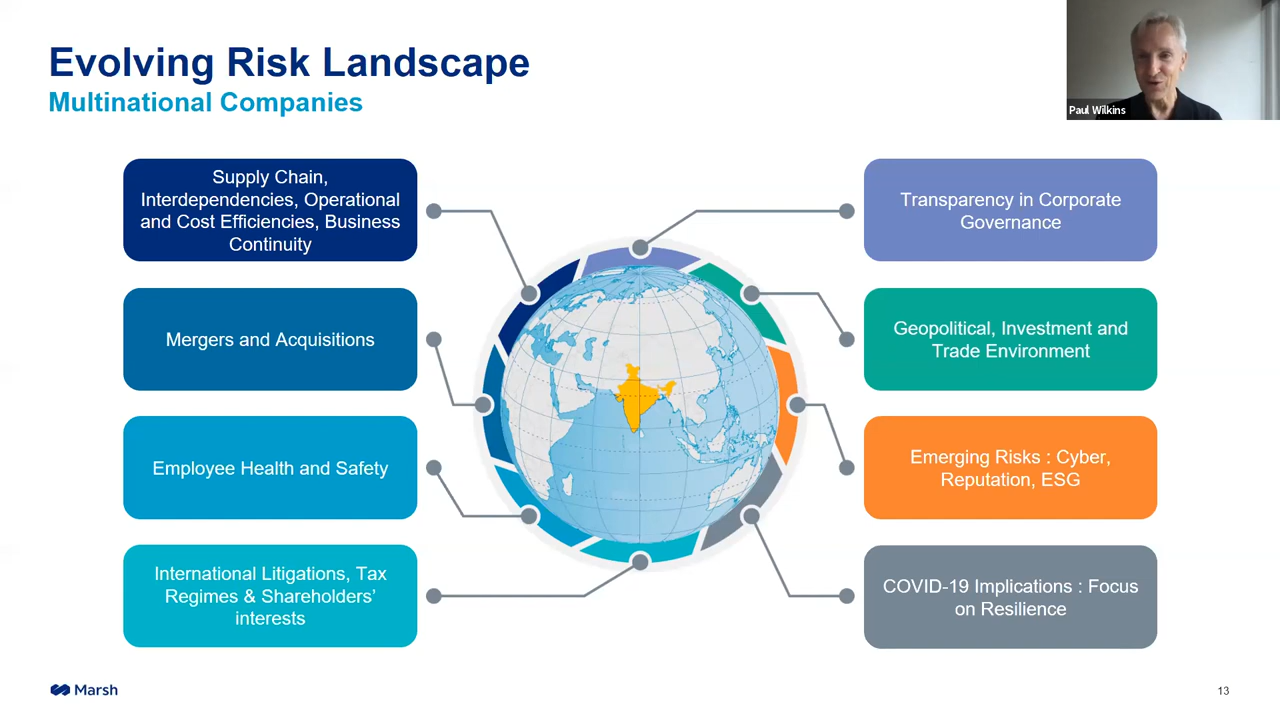 Evolving Risk Landscape
Multinational Companies
Paul Wilkins
Supply Chain,
Interdependencies, Operational
and Cost Efficiencies, Business
Continuity
Mergers and Acquisitions
Employee Health and Safety
International Litigations, Tax
Regimes & Shareholders’
interests
Transparency in Corporate
Governance
Geopolitical, Investment and
Trade Environment
Emerging Risks : Cyber,
Reputation, ESG
COVID-19 Implications : Focus
on Resilience
Marsh
13